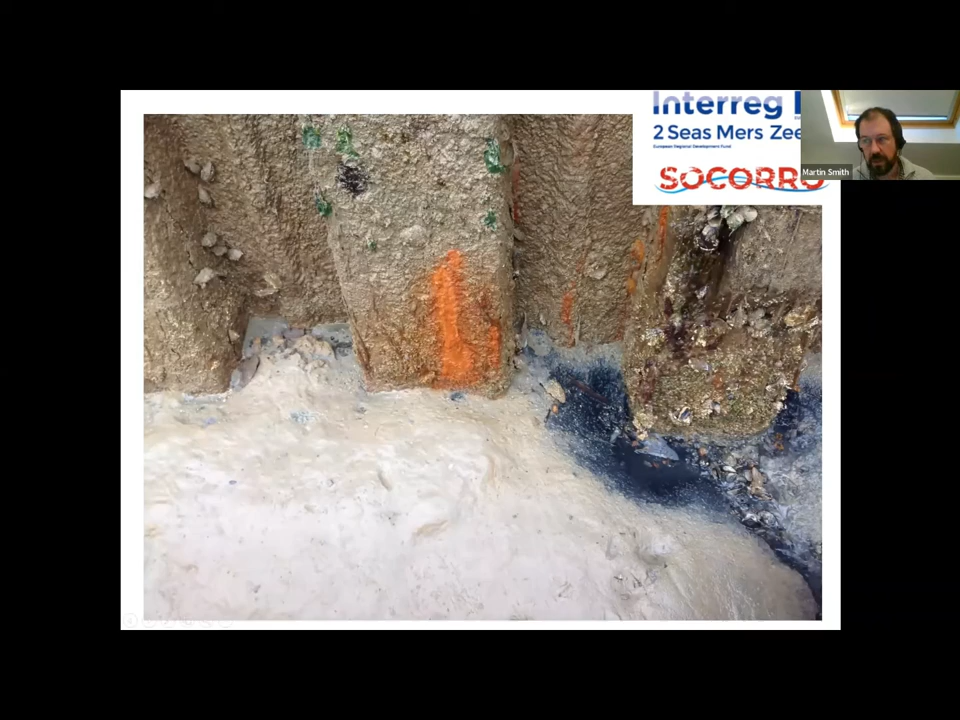 Interreg
2 Seas Mers Zee
European Regional Development Fund
SOCORRO
Martin Smith